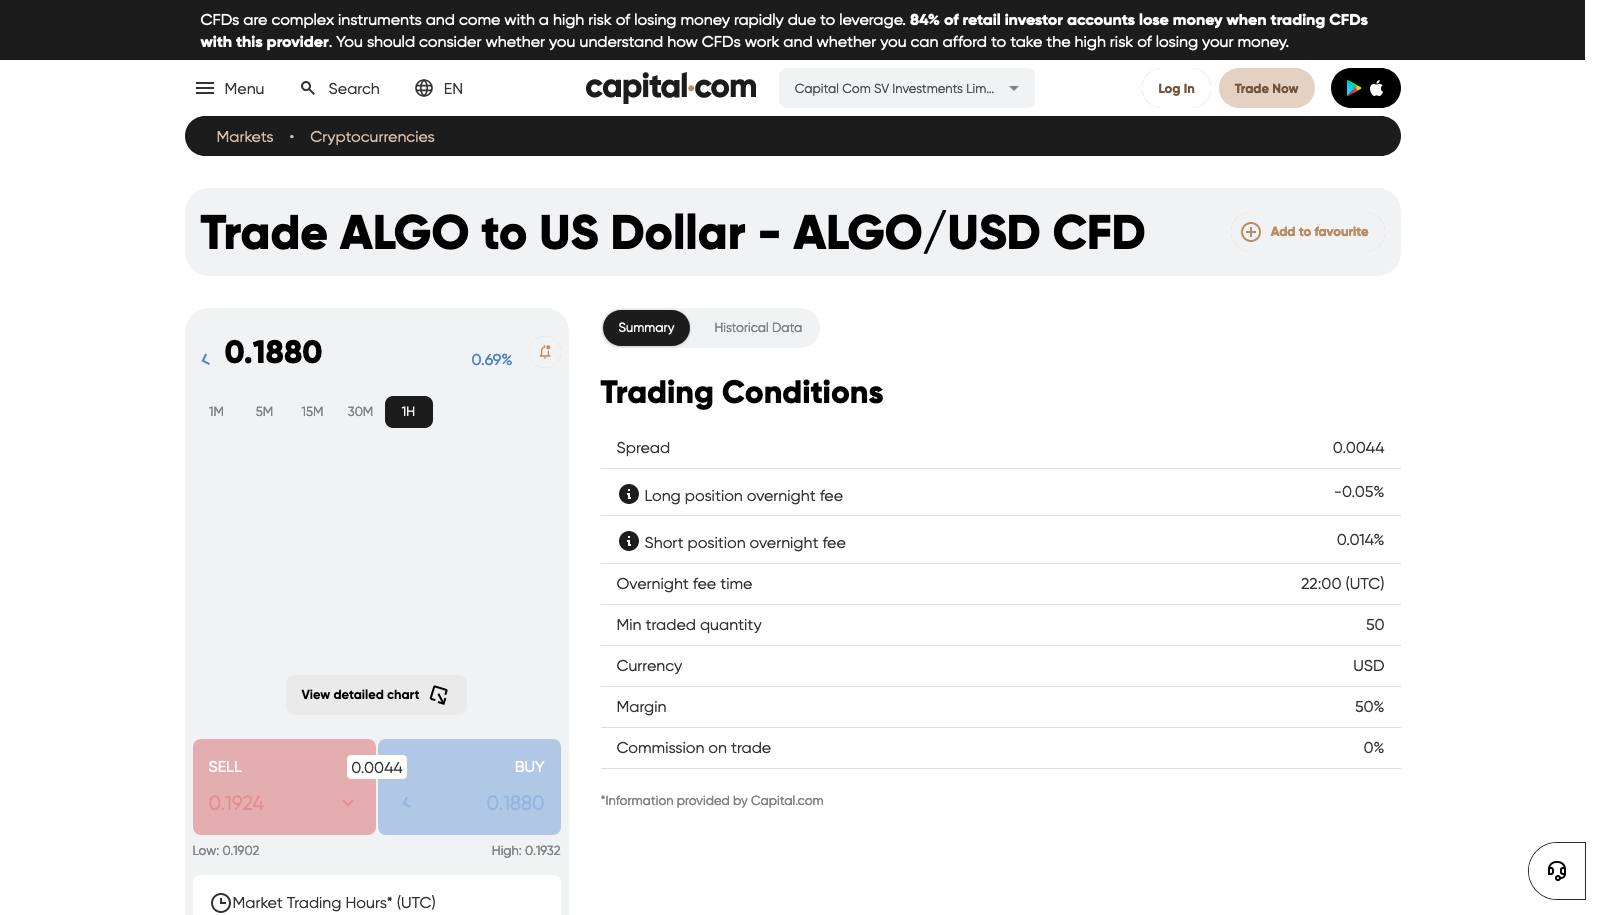 CFDs are complex instruments and come with a high risk of losing money rapidly due to leverage. 84% of retail investor accounts lose money when trading CFDs
with this provider. You should consider whether you understand how CFDs work and whether you can afford to take the high risk of losing your money.
Menu Search EN capital.com Capital Com SV Investments Lim... Log In Trade Now
Markets • Cryptocurrencies
Trade ALGO to US Dollar - ALGO/USD CFD Add to favourite
0.1880 0.69%
1M 5M 15M 30M 1H
View detailed chart
SELL 0.0044 BUY
0.1924 0.1880
Low: 0.1902 High: 0.1932
Market Trading Hours* (UTC)
Summary Historical Data
Trading Conditions
Spread 0.0044
Long position overnight fee -0.05%
Short position overnight fee 0.014%
Overnight fee time 22:00 (UTC)
Min traded quantity 50
Currency USD
Margin 50%
Commission on trade 0%
*Information provided by Capital.com